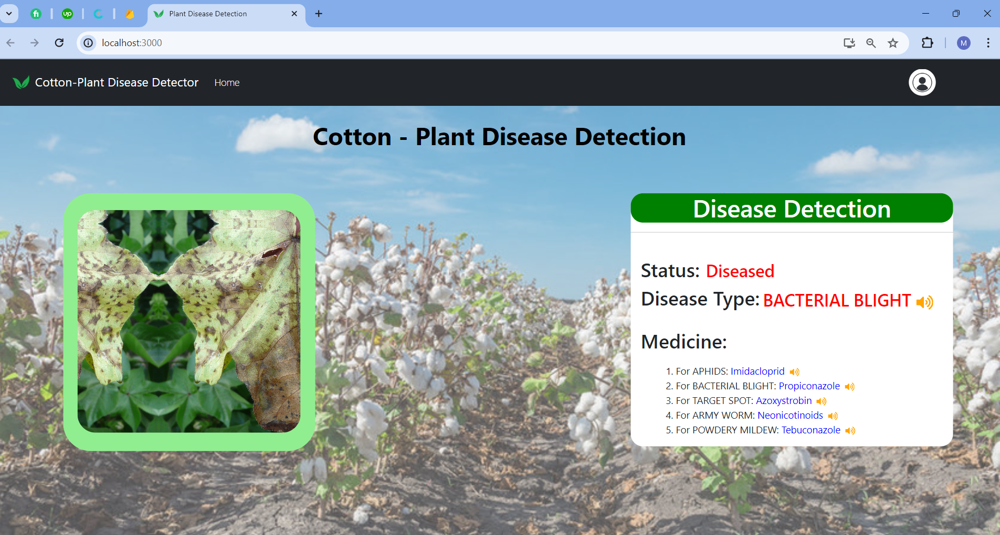 Plant Disease Detection
localhost:3000
M
Cotton-Plant Disease Detector Home
Cotton - Plant Disease Detection
Disease Detection
Status: Diseased
Disease Type: BACTERIAL BLIGHT
Medicine:
1. For APHIDS: Imidacloprid
2. For BACTERIAL BLIGHT: Propiconazole
3. For TARGET SPOT: Azoxystrobin
4. For ARMY WORM: Neonicotinoids
5. For POWDERY MILDEW: Tebuconazole